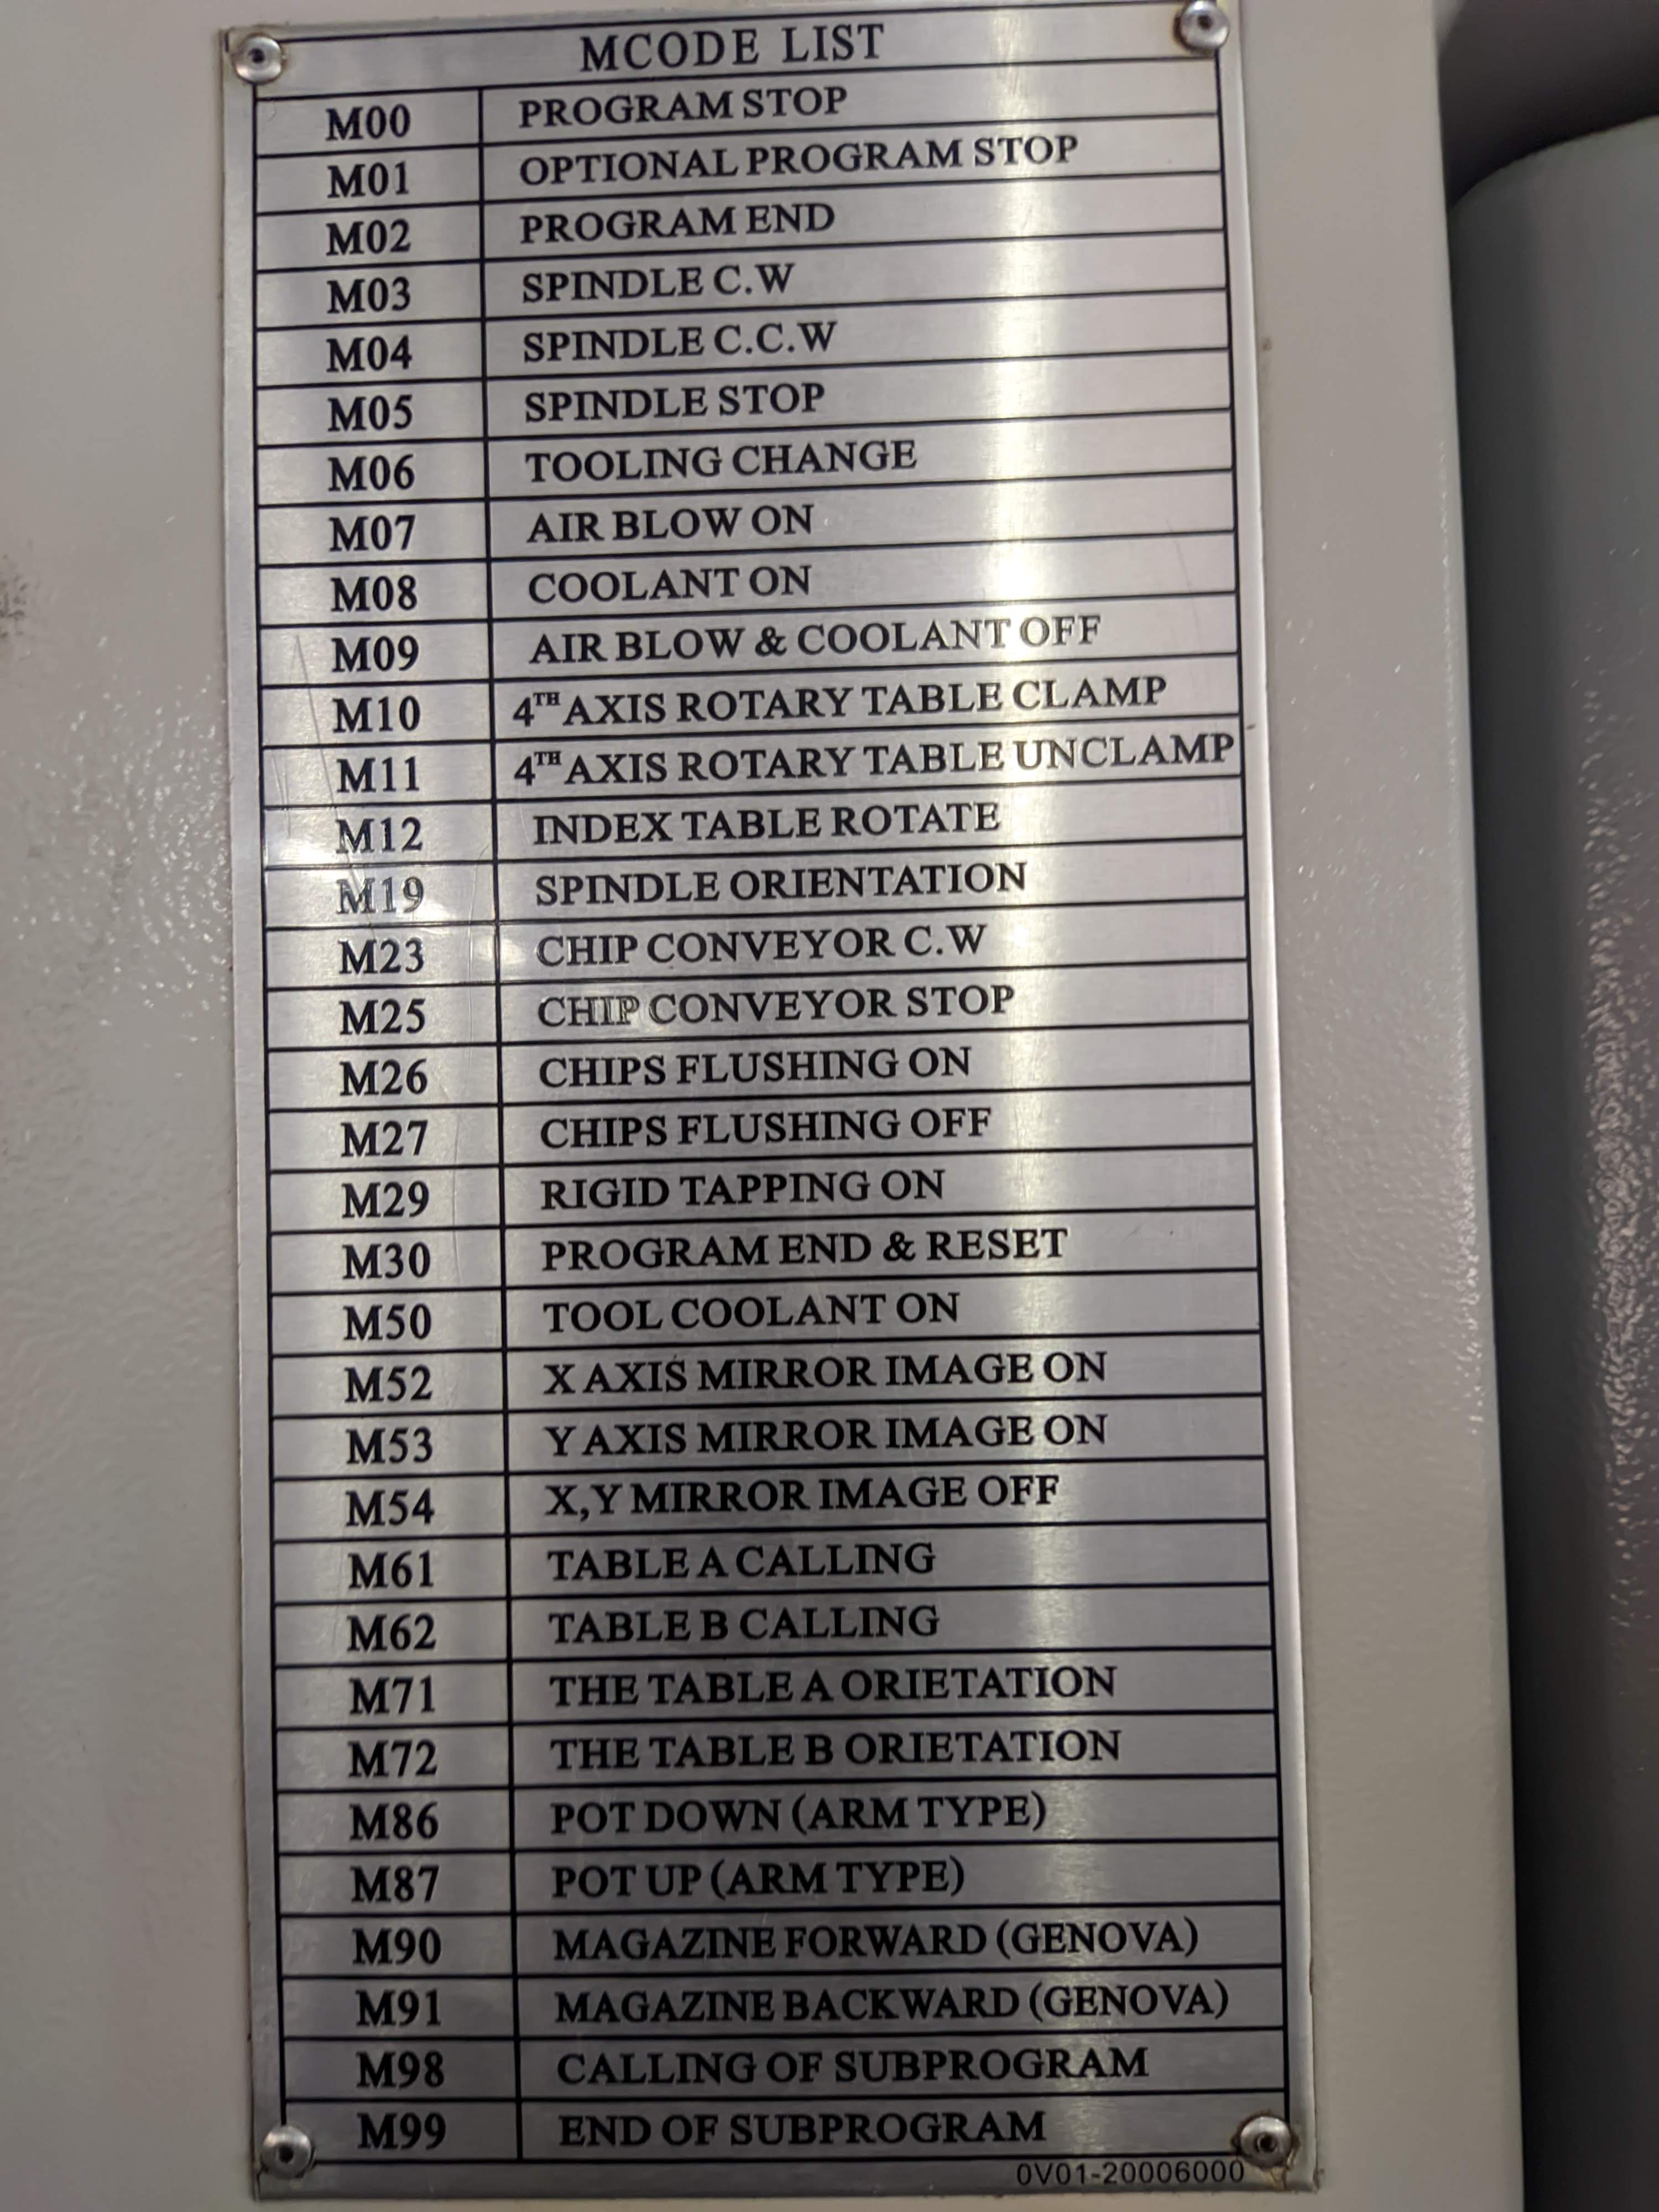 MCODE LIST
M00 PROGRAM STOP
M01 OPTIONAL PROGRAM STOP
M02 PROGRAM END
M03 SPINDLE C.W
M04 SPINDLE C.C.W
M05 SPINDLE STOP
M06 TOOLING CHANGE
M07 AIR BLOW ON
M08 COOLANT ON
M09 AIR BLOW & COOLANT OFF
M10 4TH AXIS ROTARY TABLE CLAMP
M11 4TH AXIS ROTARY TABLE UNCLAMP
M12 INDEX TABLE ROTATE
M19 SPINDLE ORIENTATION
M23 CHIP CONVEYOR C.W
M25 CHIP CONVEYOR STOP
M26 CHIPS FLUSHING ON
M27 CHIPS FLUSHING OFF
M29 RIGID TAPPING ON
M30 PROGRAM END & RESET
M50 TOOL COOLANT ON
M52 X AXIS MIRROR IMAGE ON
M53 Y AXIS MIRROR IMAGE ON
M54 X,Y MIRROR IMAGE OFF
M61 TABLE A CALLING
M62 TABLE B CALLING
M71 THE TABLE A ORIETATION
M72 THE TABLE B ORIETATION
M86 POT DOWN (ARM TYPE)
M87 POT UP (ARM TYPE)
M90 MAGAZINE FORWARD (GENOVA)
M91 MAGAZINE BACKWARD (GENOVA)
M98 CALLING OF SUBPROGRAM
M99 END OF SUBPROGRAM
0V01-20006000